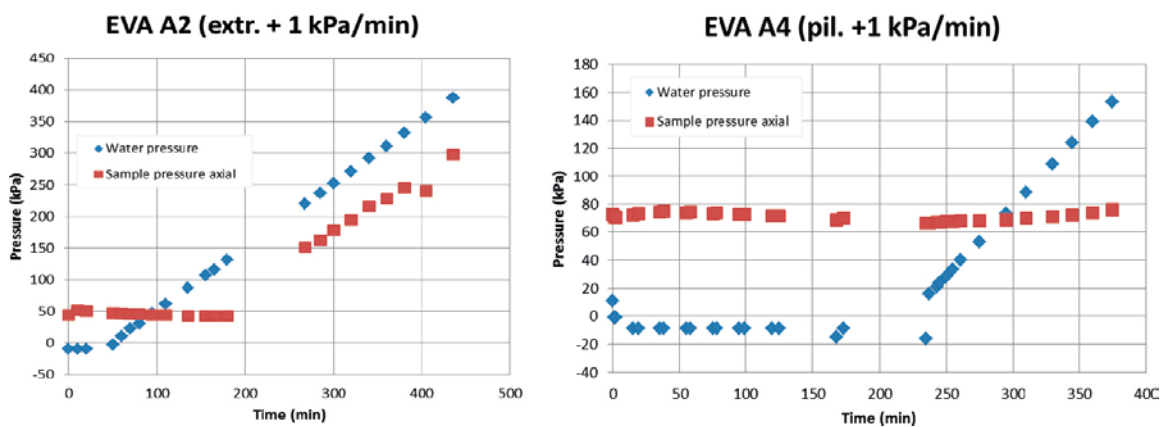 EVA A2 (extr. + 1 kPa/min)
450
400
350
300
250
200
150
100
50
0
-50
Pressure (kPa)
Water pressure
Sample pressure axial
0 100 200 300 400 500
Time (min)
EVA A4 (pil. +1 kPa/min)
180
160
140
120
100
80
60
40
20
0
-20
-40
Pressure (kPa)
Water pressure
Sample pressure axial
0 50 100 150 200 250 300 350 400
Time (min)